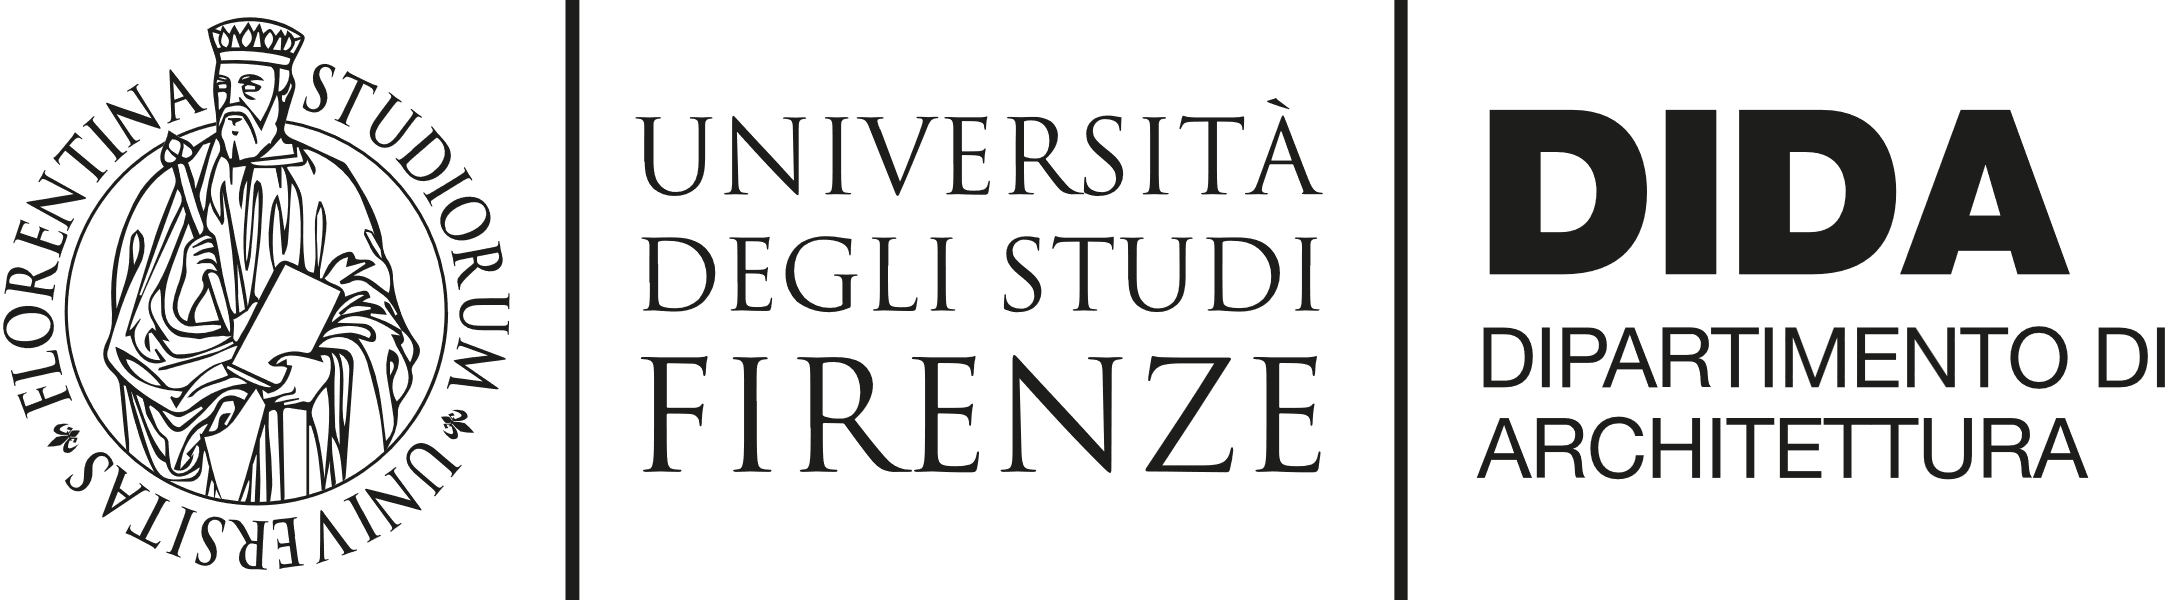 FLORENTINA STUDIORUM UNIVERSITAS
UNIVERSITÀ
DEGLI STUDI
FIRENZE
DIDA
DIPARTIMENTO DI
ARCHITETTURA